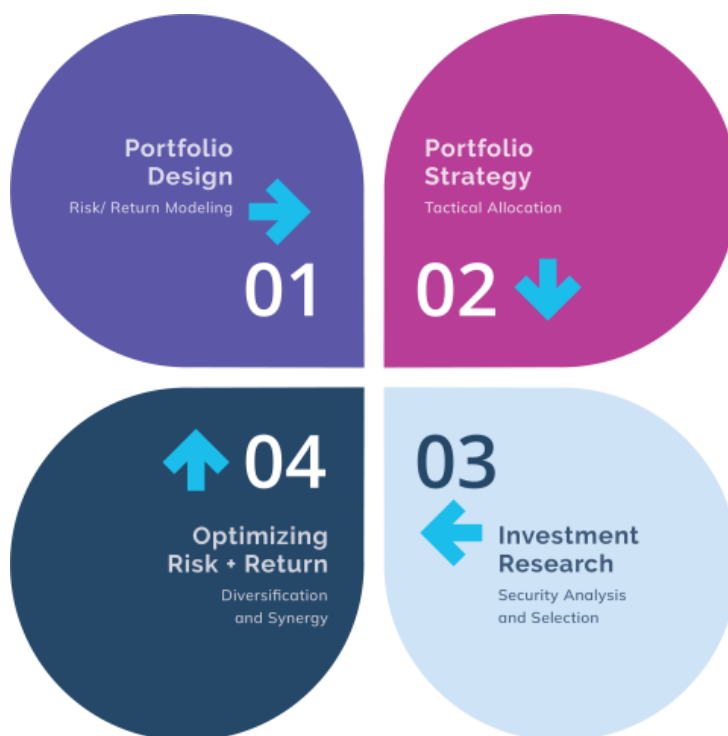 Portfolio
Design
Risk/ Return Modeling
01
Portfolio
Strategy
Tactical Allocation
02
03
Investment
Research
Security Analysis
and Selection
04
Optimizing
Risk + Return
Diversification
and Synergy